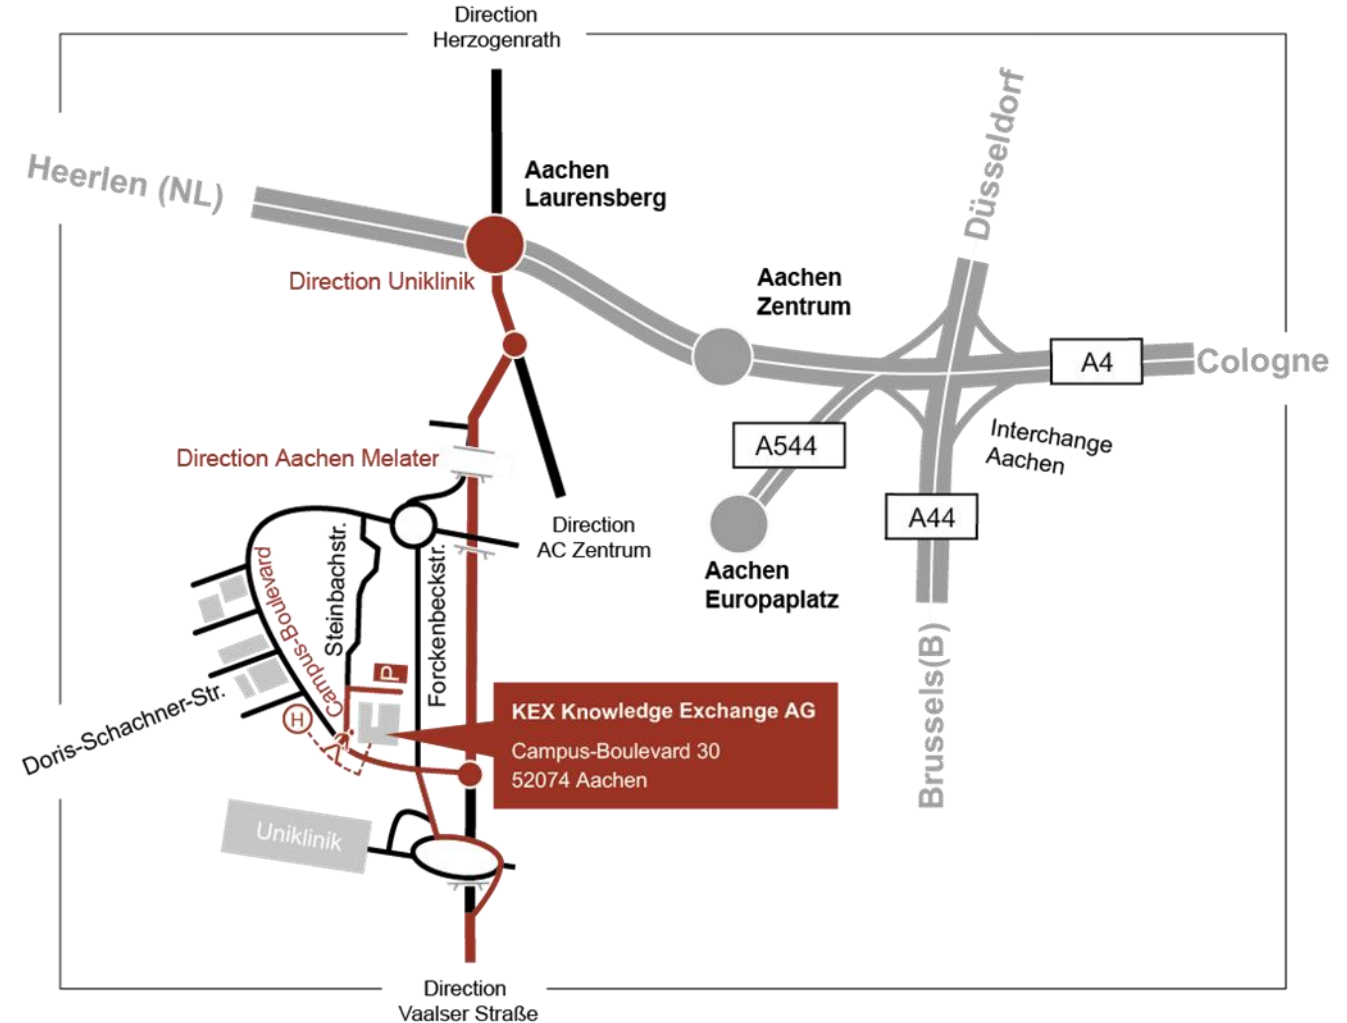 Direction
Herzogenrath
Heerlen (NL)
Aachen
Laurensberg
Düsseldorf
Direction Uniklinik
Aachen
Zentrum
A4
Cologne
A544
Interchange
Aachen
Direction Aachen Melaten
A44
Direction
AC Zentrum
Aachen
Europaplatz
Campus-Boulevard
Steinbachstr.
Forckenbeckstr.
P
Doris-Schachner-Str.
H
KEX Knowledge Exchange AG
Campus-Boulevard 30
52074 Aachen
Brussels(B)
Uniklinik
Direction
Vaalser Straße